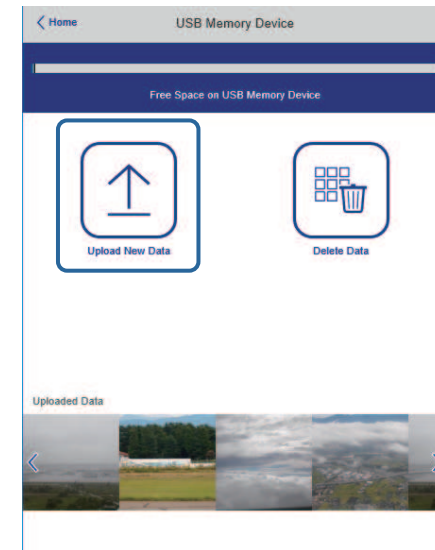 Home
USB Memory Device
Free Space on USB Memory Device
Upload New Data
Delete Data
Uploaded Data